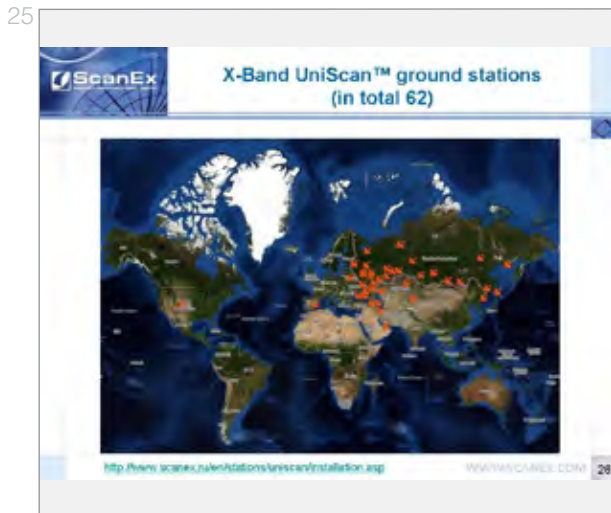 25
ScanEx
X-Band UniScan™ ground stations
(in total 62)
http://www.scanex.ru/en/stations/uniscan/installation.asp
WWW.SCANEX.COM
26